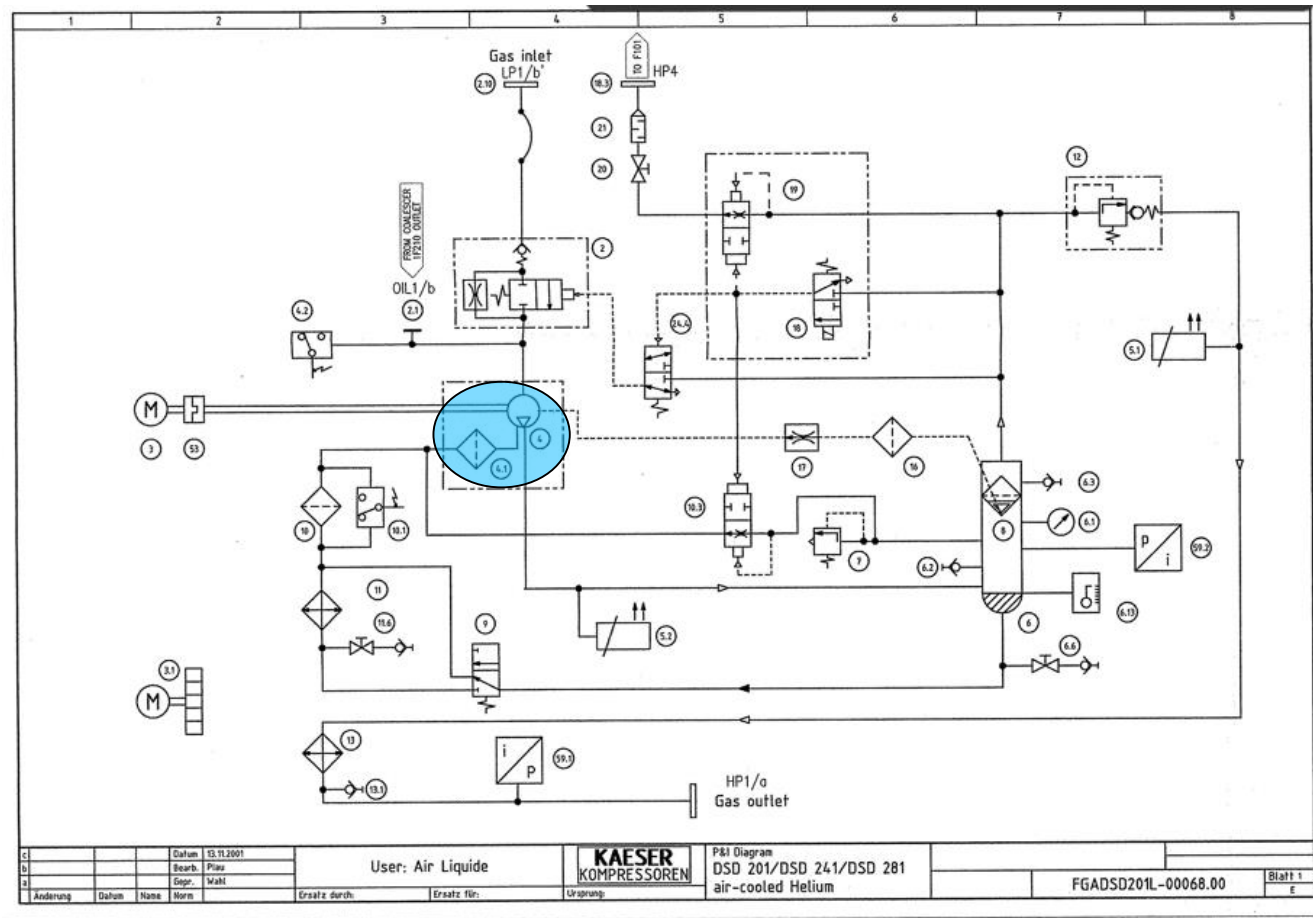 1 2 3 4 5 6 7 8
Gas inlet
LP1/b'
2.10
TO F101
HP4
18.3
21
20
12
19
FROM COALESCER
1F210 OUTLET
OIL1/b
2
2.1
4.2
24.4
18
5.1
M
3
53
4
4.1
17
16
6.3
10
10.1
10.3
7
8
6.1
P
i
59.2
6.2
11
11.6
9
5.2
6
6.13
6.6
3.1
M
13
13.1
i
P
59.1
HP1/a
Gas outlet
c
b
a
Änderung Datum Name Norm
Datum 13.11.2001
Bearb. Plau
Gepr. Wahl
User: Air Liquide
Ersatz durch: Ersatz für:
KAESER
KOMPRESSOREN
Ursprung:
P&I Diagram
DSD 201/DSD 241/DSD 281
air-cooled Helium
FGADSD201L-00068.00
Blatt 1
E